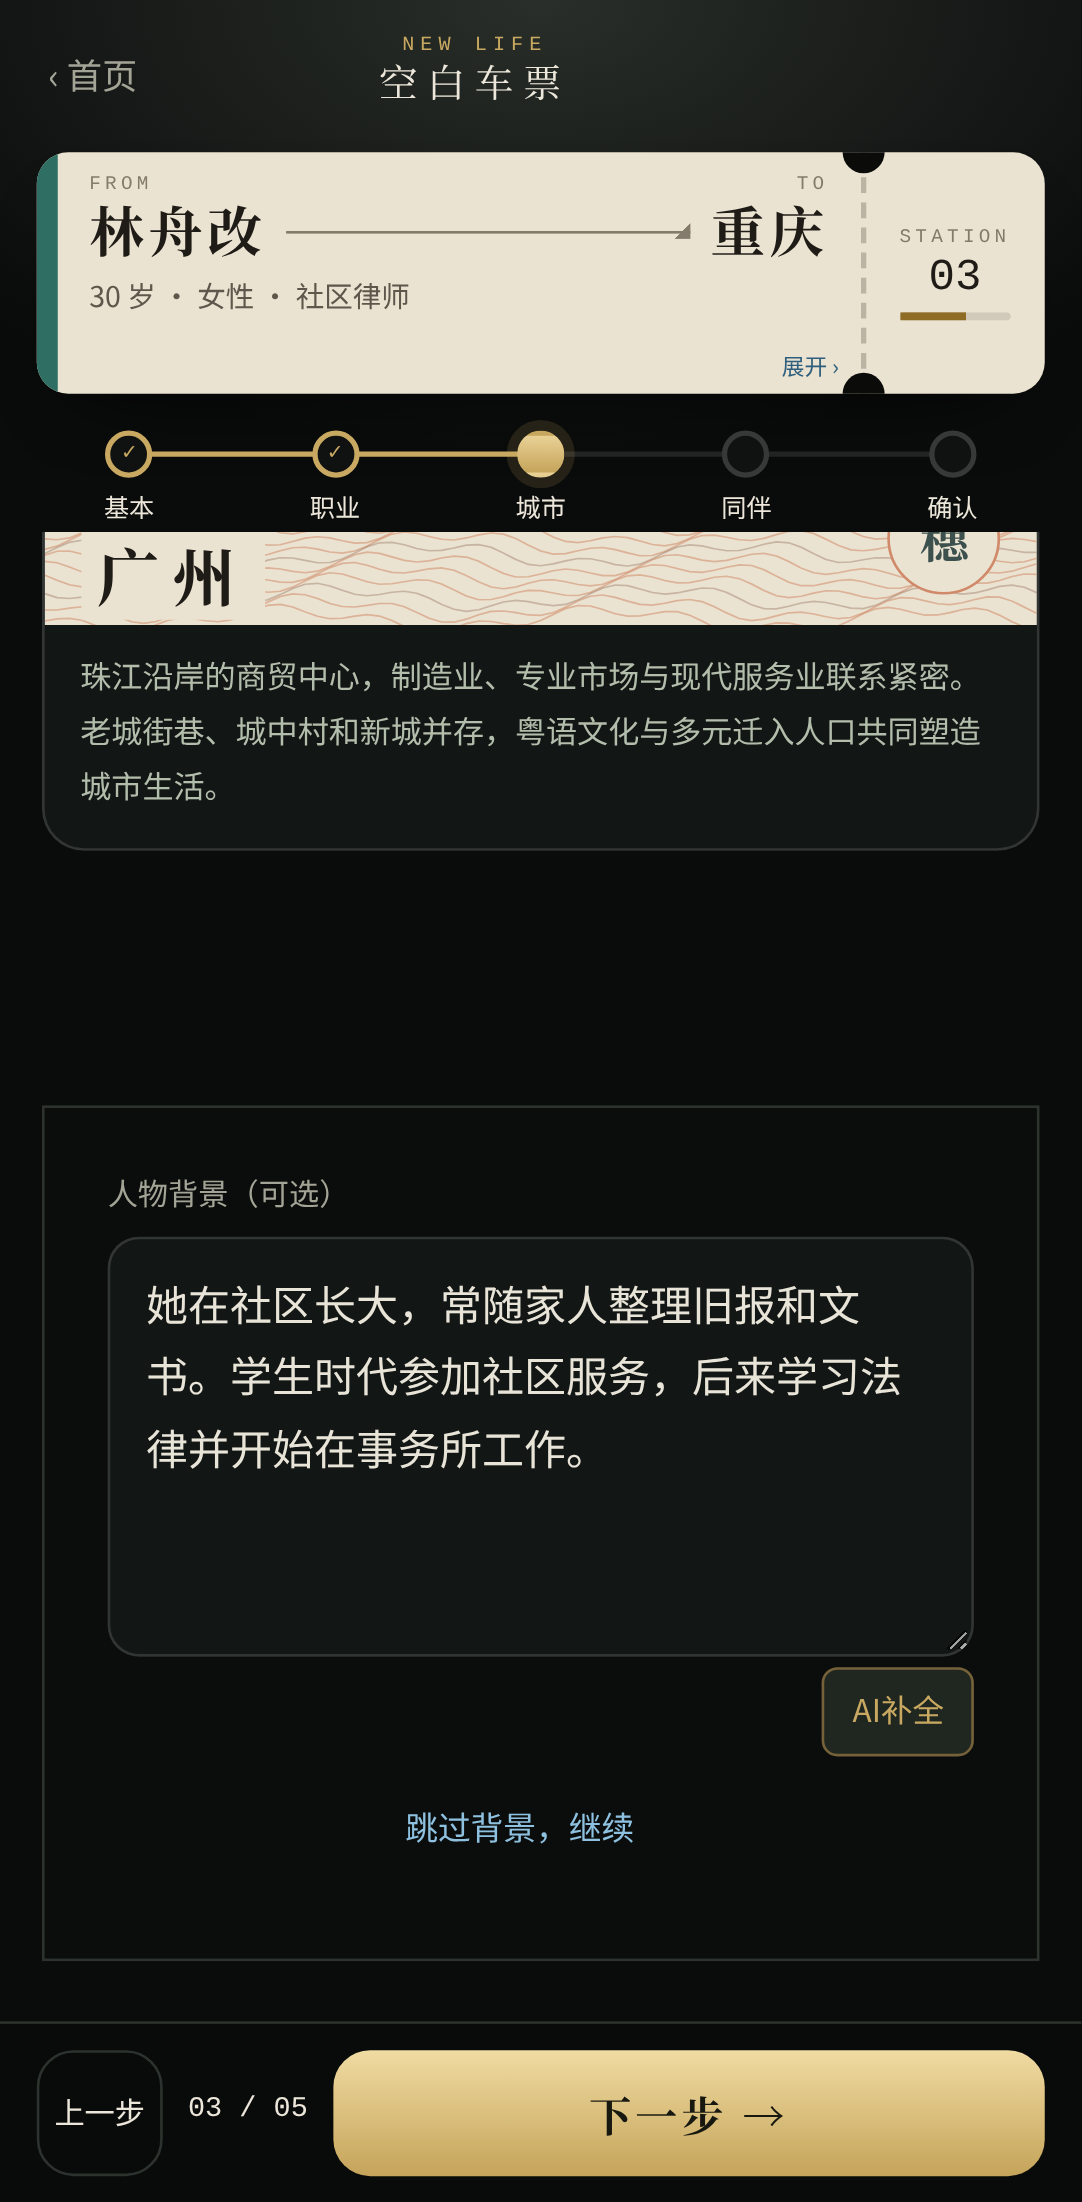 NEW LIFE
‹ 首页
空白车票
FROM
TO
林舟改
重庆
30 岁 · 女性 · 社区律师
STATION
03
展开 ›
基本
职业
城市
同伴
确认
广州
穗
珠江沿岸的商贸中心，制造业、专业市场与现代服务业联系紧密。
老城街巷、城中村和新城并存，粤语文化与多元迁入人口共同塑造
城市生活。
人物背景（可选）
她在社区长大，常随家人整理旧报和文
书。学生时代参加社区服务，后来学习法
律并开始在事务所工作。
AI补全
跳过背景，继续
上一步
03 / 05
下一步 →